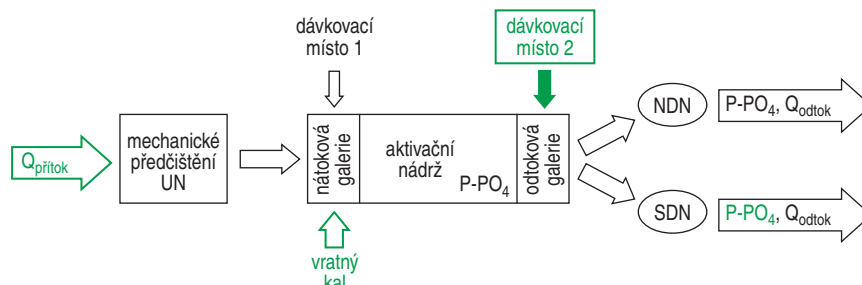 dávkovací
místo 1
dávkovací
místo 2
Qpřítok
mechanické
předčištění
UN
nátoková
galerie
aktivační
nádrž
P-PO4
odtoková
galerie
NDN
P-PO4, Qodtok
SDN
P-PO4, Qodtok
vratný
kal